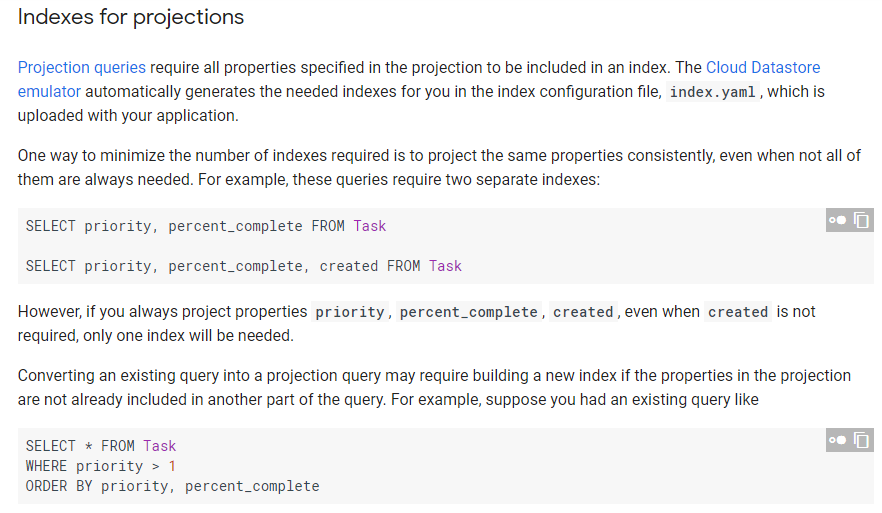 Indexes for projections
Projection queries require all properties specified in the projection to be included in an index. The Cloud Datastore
emulator automatically generates the needed indexes for you in the index configuration file, index.yaml, which is
uploaded with your application.
One way to minimize the number of indexes required is to project the same properties consistently, even when not all of
them are always needed. For example, these queries require two separate indexes:
SELECT priority, percent_complete FROM Task
SELECT priority, percent_complete, created FROM Task
However, if you always project properties priority, percent_complete, created, even when created is not
required, only one index will be needed.
Converting an existing query into a projection query may require building a new index if the properties in the projection
are not already included in another part of the query. For example, suppose you had an existing query like
SELECT * FROM Task
WHERE priority > 1
ORDER BY priority, percent_complete